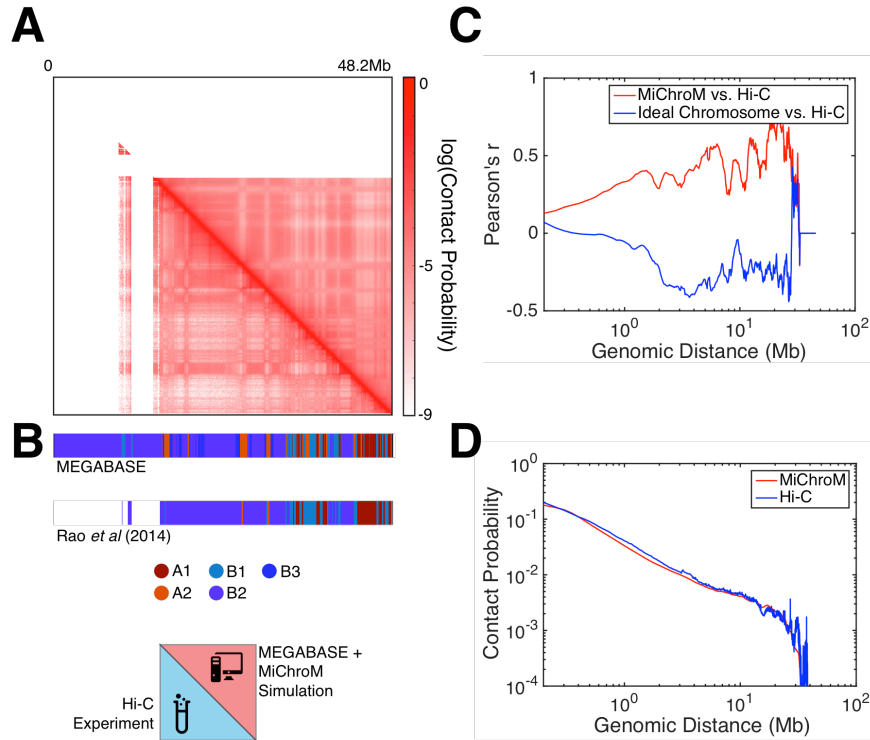 A
0
48.2Mb
0
-5
-9
log(Contact Probability)
B
MEGABASE
Rao et al (2014)
A1
B1
B3
A2
B2
MEGABASE +
MiChroM
Simulation
Hi-C
Experiment
C
1
0.5
0
-0.5
Pearson's r
MiChroM vs. Hi-C
Ideal Chromosome vs. Hi-C
10^0
10^1
10^2
Genomic Distance (Mb)
D
10^0
10^-1
10^-2
10^-3
10^-4
Contact Probability
MiChroM
Hi-C
10^0
10^1
10^2
Genomic Distance (Mb)